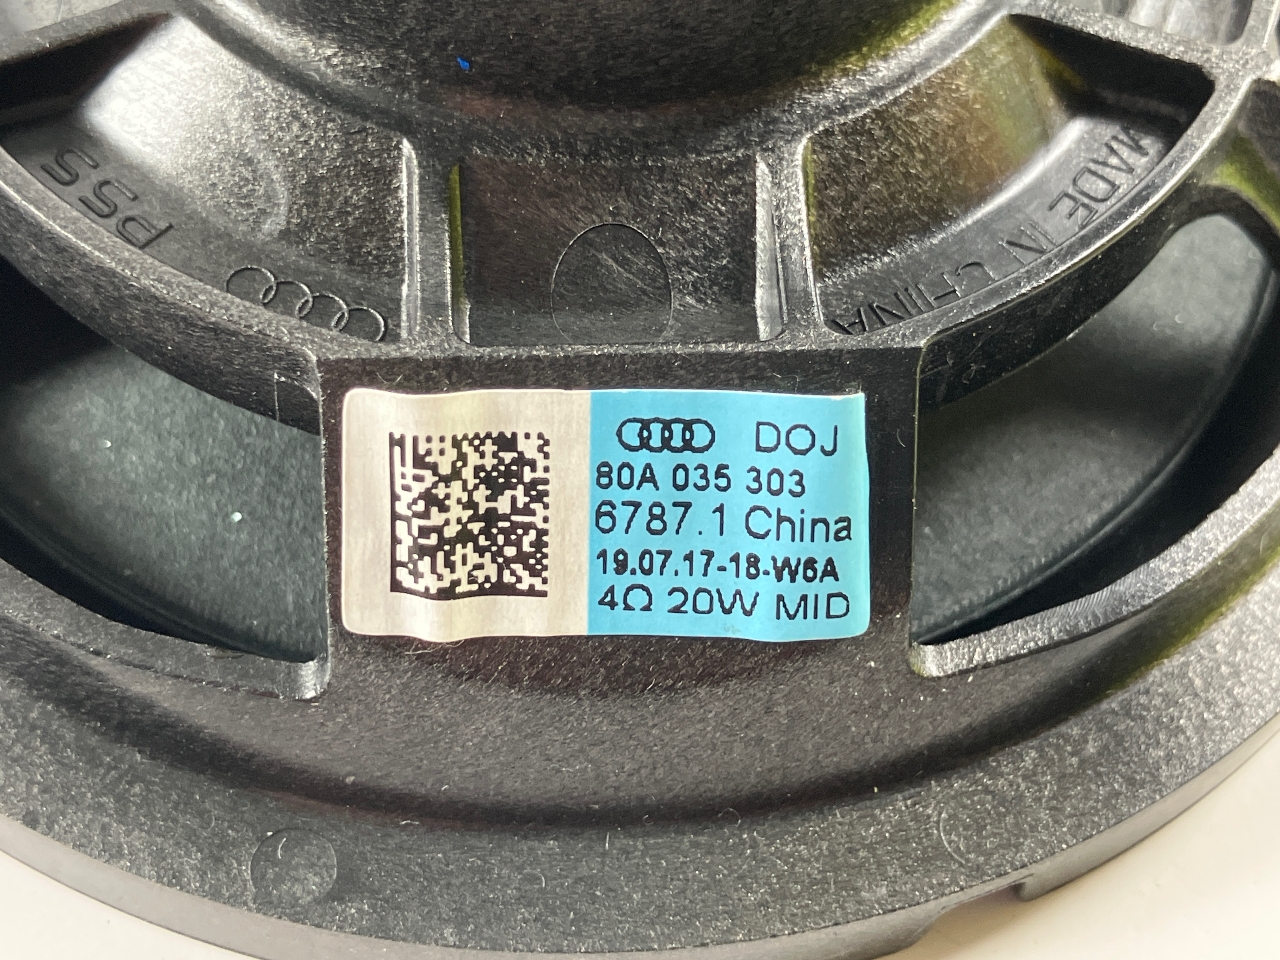 PSS
MADE IN CHINA
DOJ
80A 035 303
6787.1 China
19.07.17-18-W6A
4Ω 20W MID